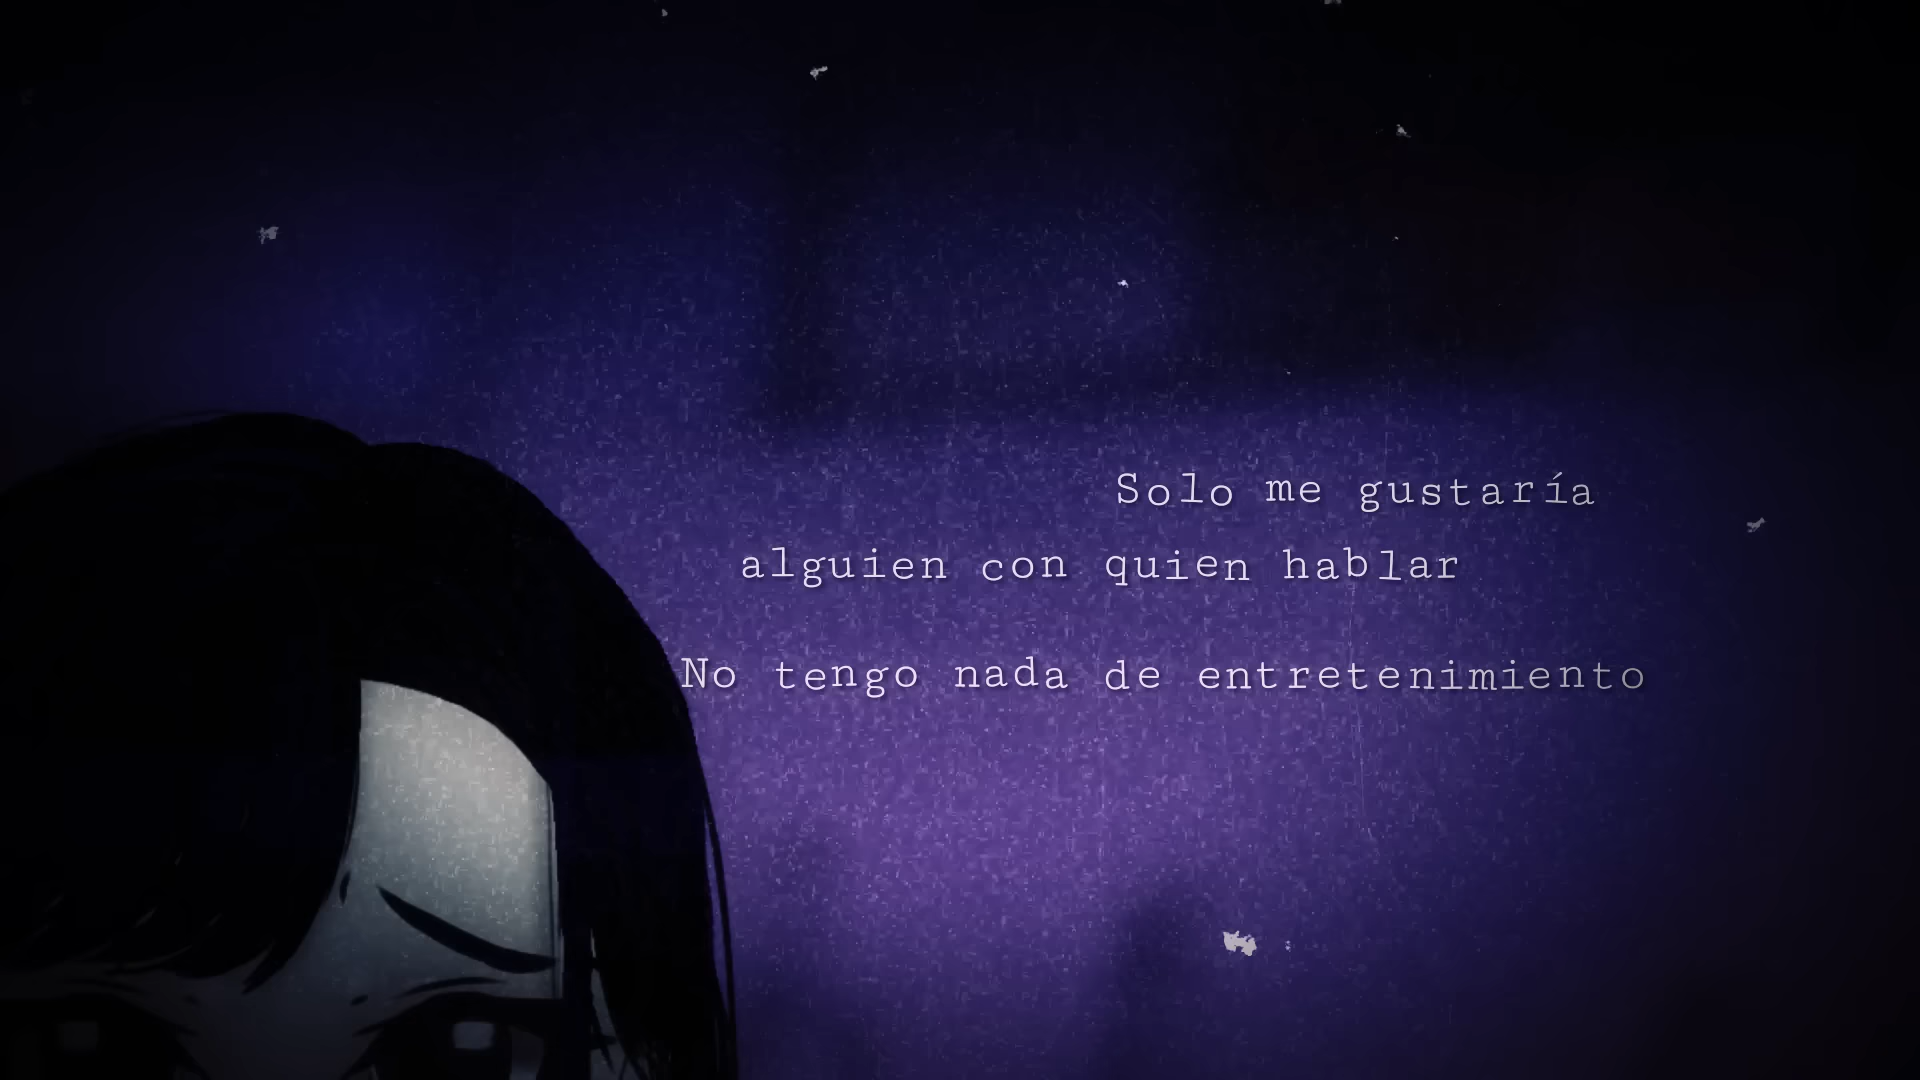 Solo me gustaría
alguien con quien hablar
No tengo nada de entretenimiento